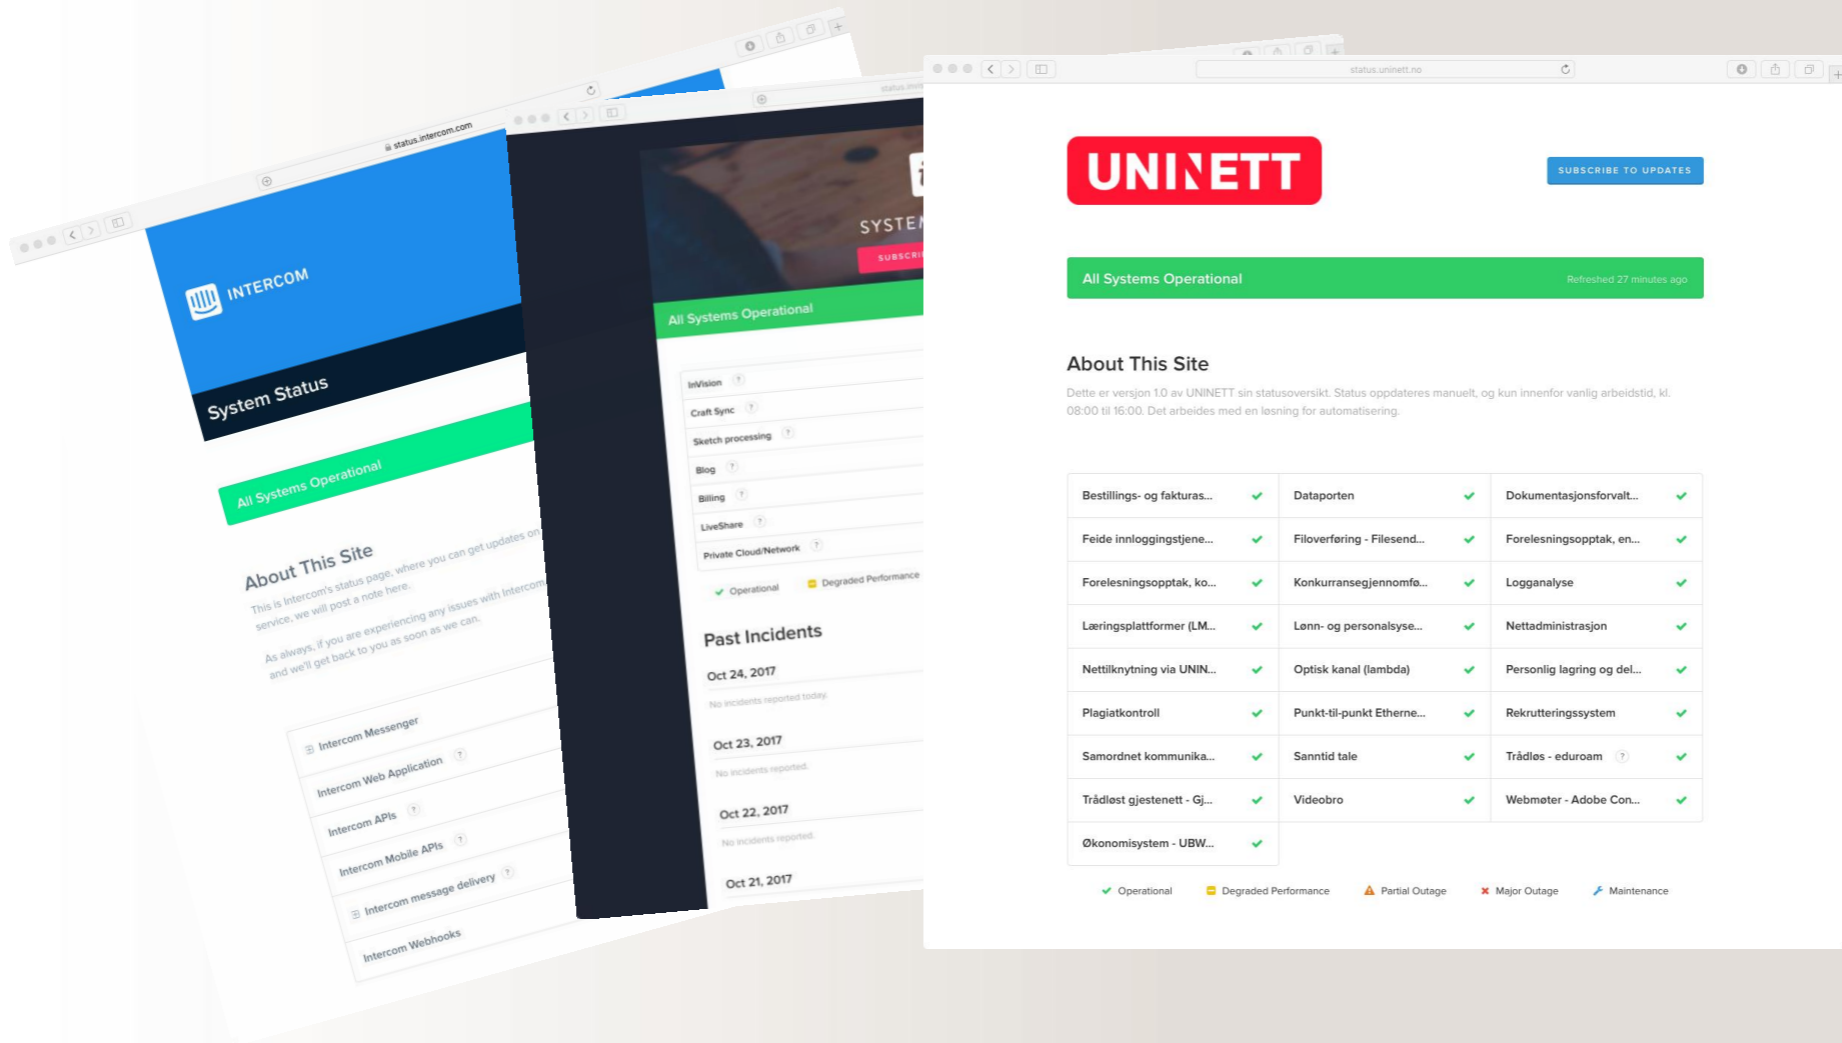 status.intercom.com
INTERCOM
System Status
All Systems Operational
About This Site
This is Intercom's status page, where you can get updates on
service, we will post a note here.
As always, if you are experiencing any issues with Intercom
and we'll get back to you as soon as we can.
Intercom Messenger
Intercom Web Application ?
Intercom APIs ?
Intercom Mobile APIs ?
Intercom message delivery ?
Intercom Webhooks
All Systems Operational
InVision ?
Craft Sync ?
Sketch processing ?
Blog ?
Billing ?
LiveShare ?
Private Cloud/Network ?
Operational Degraded Performance
Past Incidents
Oct 24, 2017
No incidents reported today.
Oct 23, 2017
No incidents reported.
Oct 22, 2017
No incidents reported.
Oct 21, 2017
status.uninett.no
UNINETT
SUBSCRIBE TO UPDATES
All Systems Operational Refreshed 27 minutes ago
About This Site
Dette er versjon 1.0 av UNINETT sin statusoversikt. Status oppdateres manuelt, og kun innenfor vanlig arbeidstid, kl.
08:00 til 16:00. Det arbeides med en løsning for automatisering.
Bestillings- og fakturas... Dataporten Dokumentasjonsforvalt...
Feide innloggingstjene... Filoverføring - Filesend... Forelesningsopptak, en...
Forelesningsopptak, ko... Konkurransegjennomfø... Logganalyse
Læringsplattformer (LM... Lønn- og personalsyse... Nettadministrasjon
Nettilknytning via UNIN... Optisk kanal (lambda) Personlig lagring og del...
Plagiatkontroll Punkt-til-punkt Etherne... Rekrutteringssystem
Samordnet kommunika... Sanntid tale Trådløs - eduroam ?
Trådløst gjestenett - Gj... Videobro Webmøter - Adobe Con...
Økonomisystem - UBW...
Operational Degraded Performance Partial Outage Major Outage Maintenance